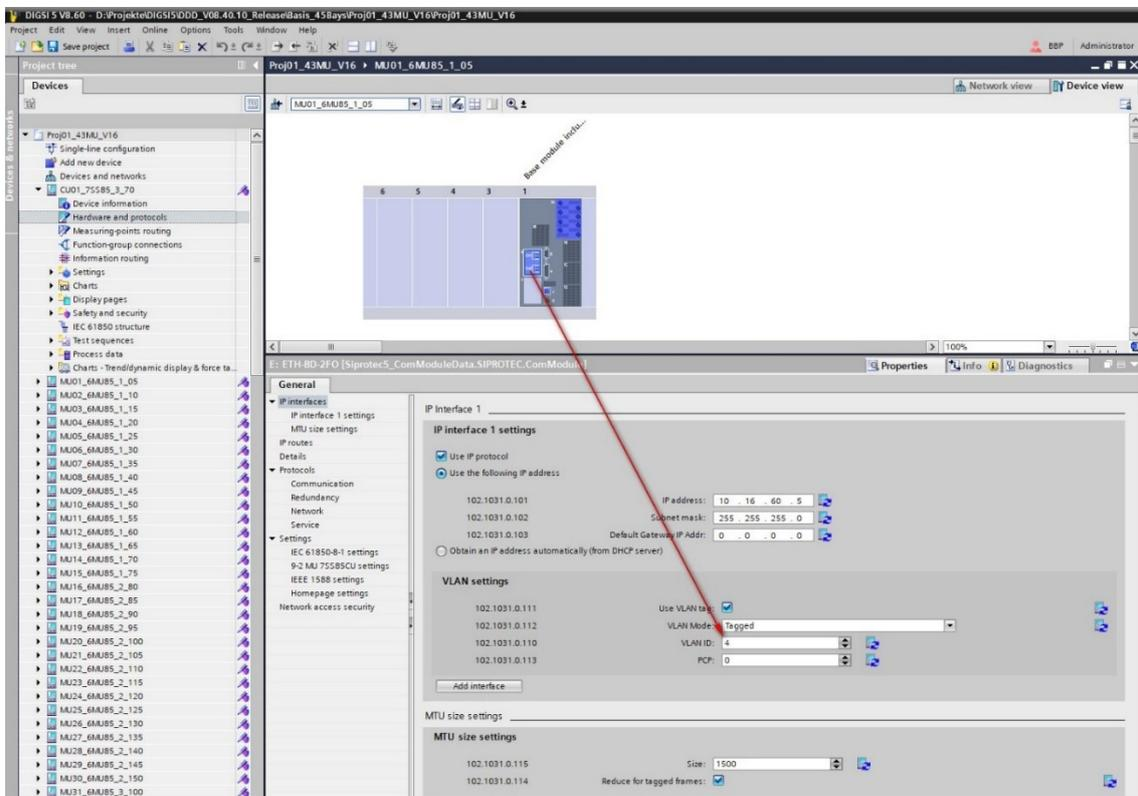 DIGSI 5 V8.60 - D:\Projekte\DIGSI5\DDD_V08.40.10_Release\Basis_45Bays\Proj01_43MU_V16\Proj01_43MU_V16
Project Edit View Insert Online Options Tools Window Help
Save project
BBP Administrator
Project tree
Devices
Devices & networks
Proj01_43MU_V16
Single-line configuration
Add new device
Devices and networks
CU01_7SS85_3_70
Device information
Hardware and protocols
Measuring-points routing
Function-group connections
Information routing
Settings
Charts
Display pages
Safety and security
IEC 61850 structure
Test sequences
Process data
Charts - Trend/dynamic display & force ta...
MU01_6MU85_1_05
MU02_6MU85_1_10
MU03_6MU85_1_15
MU04_6MU85_1_20
MU05_6MU85_1_25
MU06_6MU85_1_30
MU07_6MU85_1_35
MU08_6MU85_1_40
MU09_6MU85_1_45
MU10_6MU85_1_50
MU11_6MU85_1_55
MU12_6MU85_1_60
MU13_6MU85_1_65
MU14_6MU85_1_70
MU15_6MU85_1_75
MU16_6MU85_2_80
MU17_6MU85_2_85
MU18_6MU85_2_90
MU19_6MU85_2_95
MU20_6MU85_2_100
MU21_6MU85_2_105
MU22_6MU85_2_110
MU23_6MU85_2_115
MU24_6MU85_2_120
MU25_6MU85_2_125
MU26_6MU85_2_130
MU27_6MU85_2_135
MU28_6MU85_2_140
MU29_6MU85_2_145
MU30_6MU85_2_150
MU31_6MU85_3_100
Proj01_43MU_V16 MU01_6MU85_1_05
Network view Device view
MU01_6MU85_1_05
Base module inclu...
6 5 4 3 1
100%
E: ETH-BD-2FO [Siprotec5_ComModuleData.SIPROTEC.ComModule]
Properties Info Diagnostics
General
IP interfaces
IP interface 1 settings
MTU size settings
IP routes
Details
Protocols
Communication
Redundancy
Network
Service
Settings
IEC 61850-8-1 settings
9-2 MU 7SS85CU settings
IEEE 1588 settings
Homepage settings
Network access security
IP Interface 1
IP interface 1 settings
Use IP protocol
Use the following IP address
102.1031.0.101 IP address: 10 . 16 . 60 . 5
102.1031.0.102 Subnet mask: 255 . 255 . 255 . 0
102.1031.0.103 Default Gateway IP Addr: 0 . 0 . 0 . 0
Obtain an IP address automatically (from DHCP server)
VLAN settings
102.1031.0.111 Use VLAN tag:
102.1031.0.112 VLAN Mode: Tagged
102.1031.0.110 VLAN ID: 4
102.1031.0.113 PCP: 0
Add interface
MTU size settings
MTU size settings
102.1031.0.115 Size: 1500
102.1031.0.114 Reduce for tagged frames: